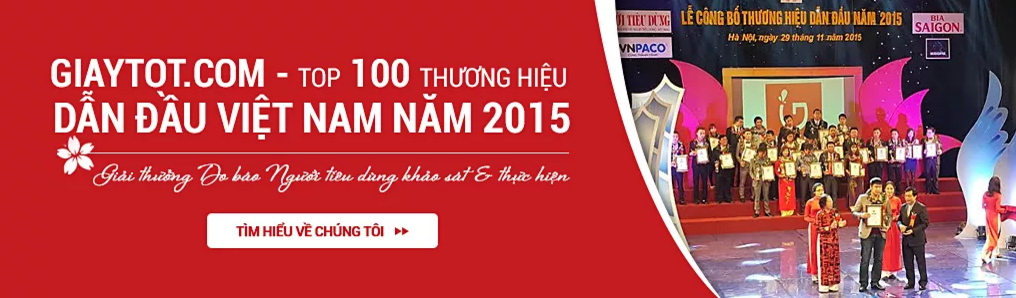 GIAYTOT.COM - TOP 100 THƯƠNG HIỆU
DẪN ĐẦU VIỆT NAM NĂM 2015
Giải thưởng Do báo Người tiêu dùng khảo sát & thực hiện
TÌM HIỂU VỀ CHÚNG TÔI
LỄ CÔNG BỐ THƯƠNG HIỆU DẪN ĐẦU NĂM 2015
Hà Nội, ngày 29 tháng 11 năm 2015
TIÊU DÙNG
VNPACO
BIA
SAIGON